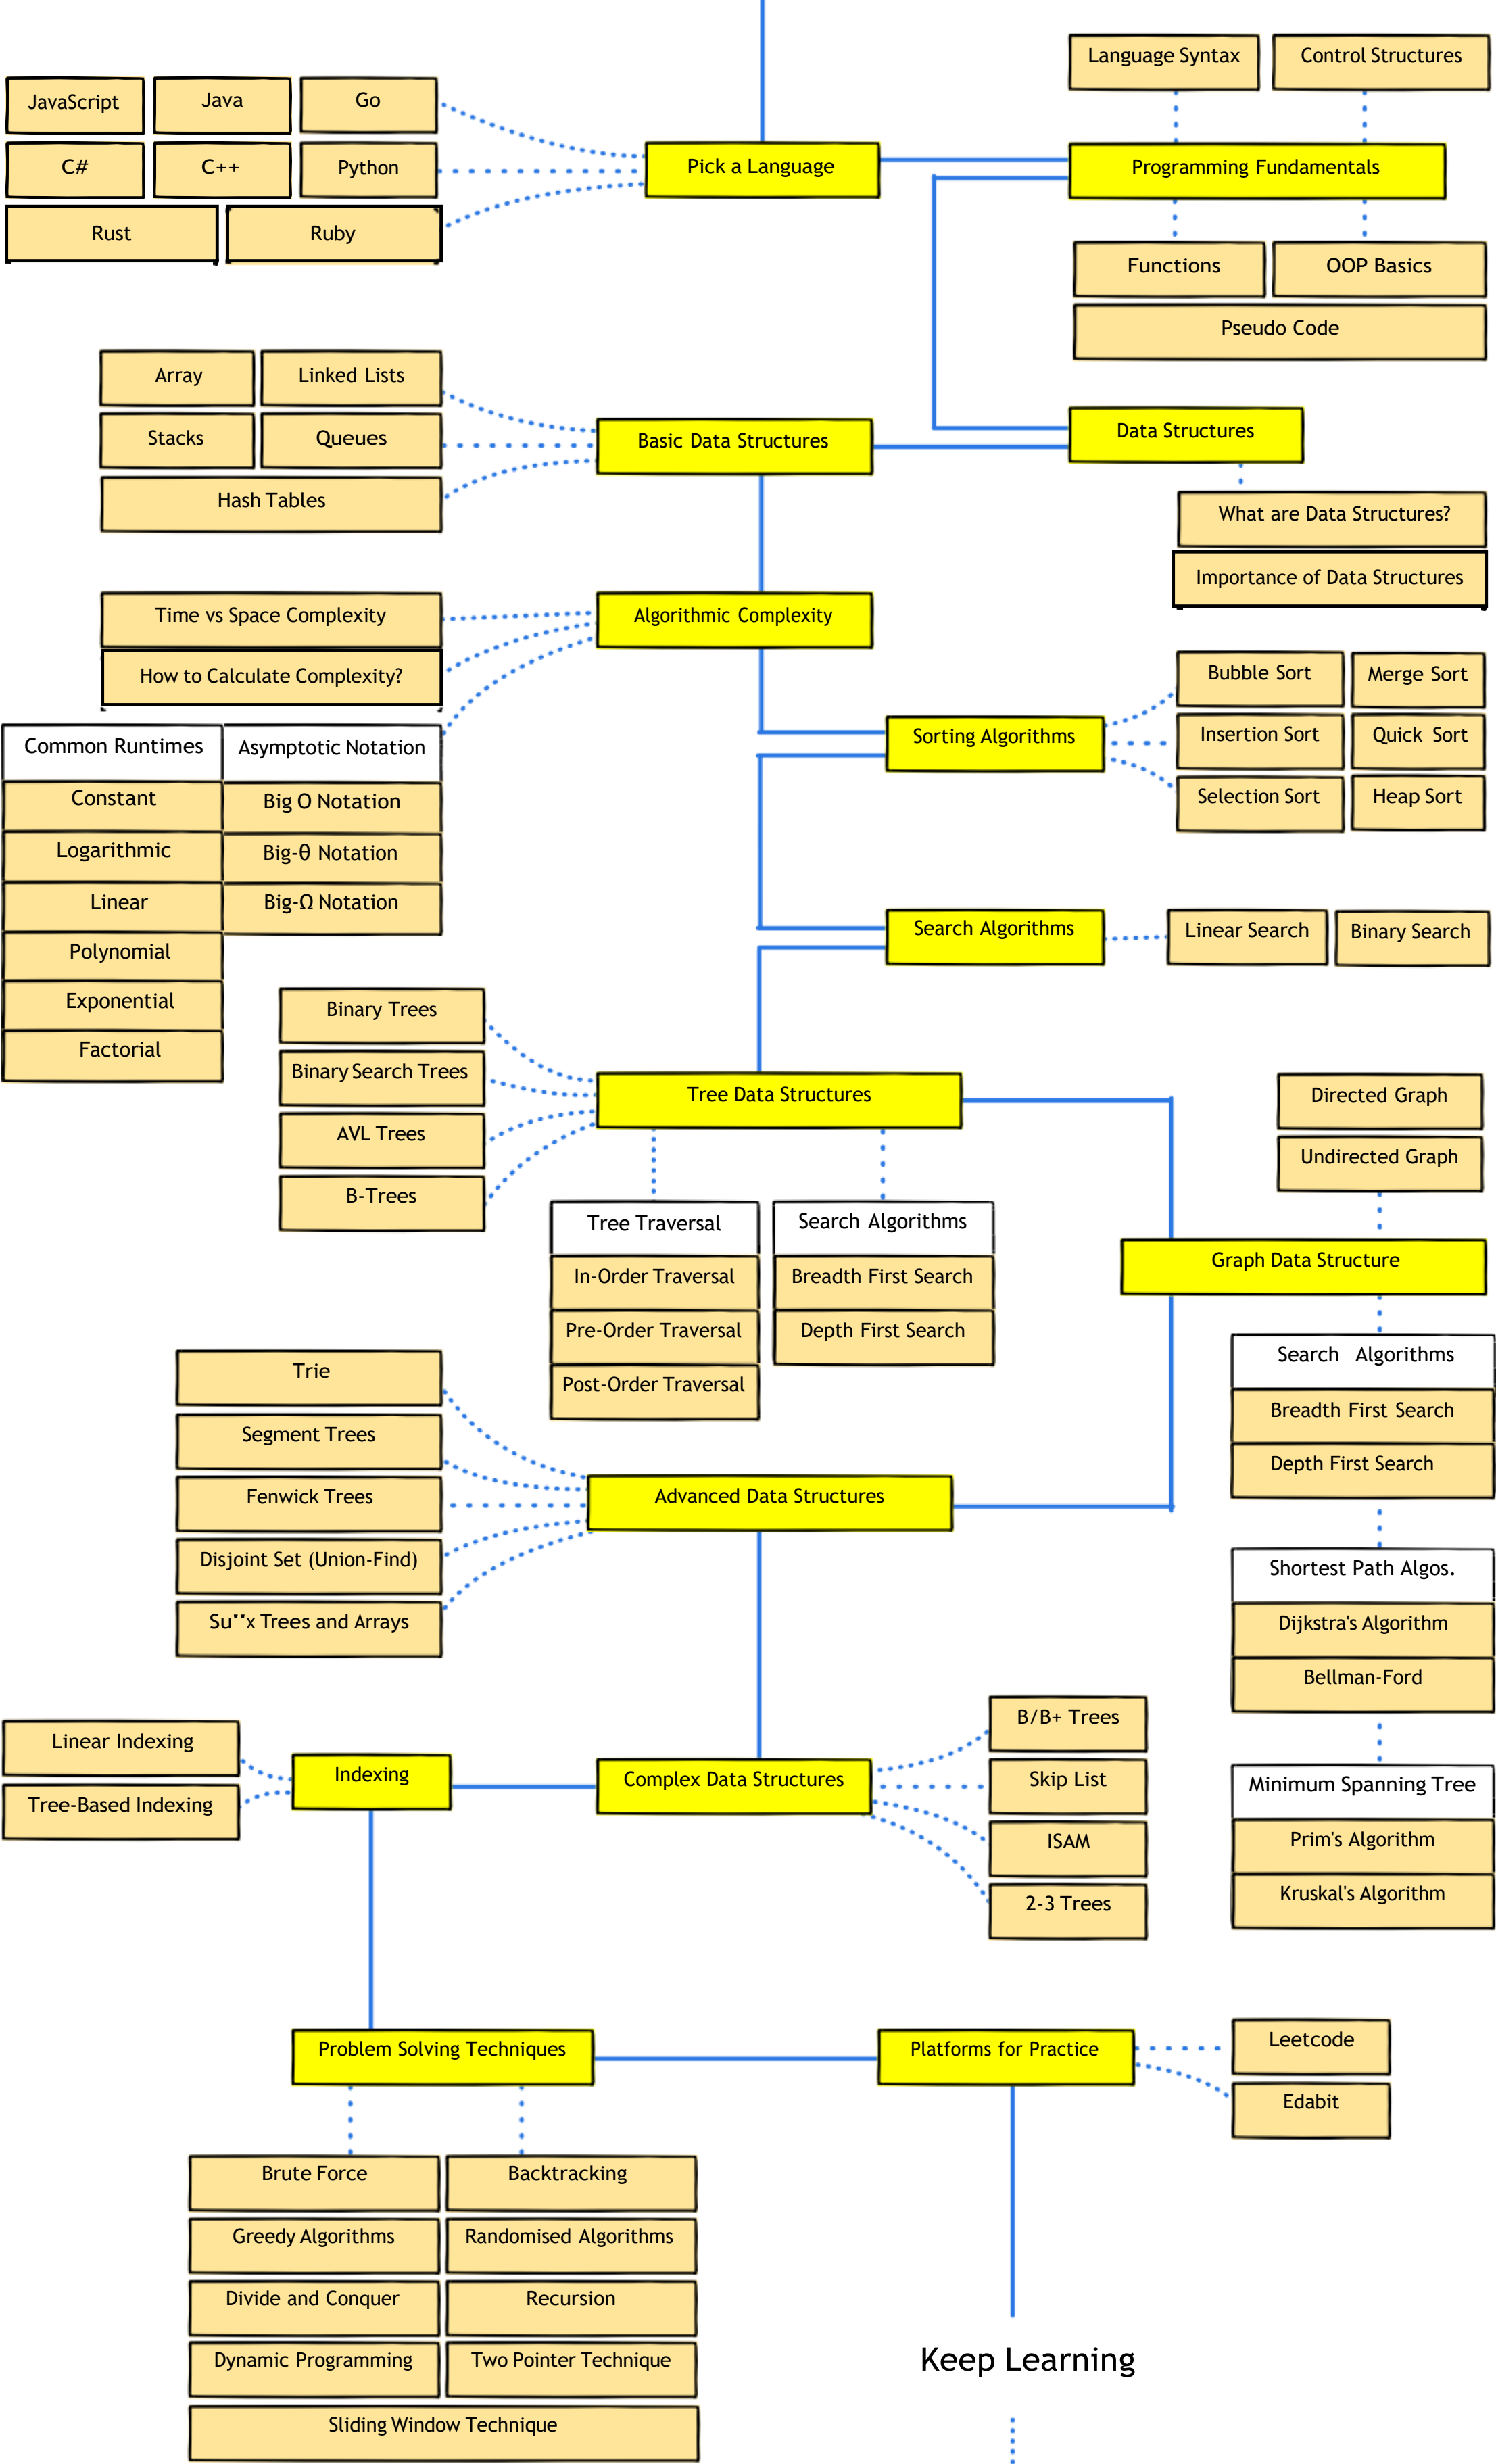 Language Syntax
Control Structures
JavaScript
Java
Go
C#
C++
Python
Pick a Language
Programming Fundamentals
Rust
Ruby
Functions
OOP Basics
Pseudo Code
Array
Linked Lists
Stacks
Queues
Basic Data Structures
Data Structures
Hash Tables
What are Data Structures?
Importance of Data Structures
Time vs Space Complexity
Algorithmic Complexity
How to Calculate Complexity?
Bubble Sort
Merge Sort
Common Runtimes
Asymptotic Notation
Sorting Algorithms
Insertion Sort
Quick Sort
Constant
Big O Notation
Selection Sort
Heap Sort
Logarithmic
Big-θ Notation
Linear
Big-Ω Notation
Search Algorithms
Linear Search
Binary Search
Polynomial
Exponential
Factorial
Binary Trees
Binary Search Trees
Tree Data Structures
Directed Graph
AVL Trees
Undirected Graph
B-Trees
Tree Traversal
Search Algorithms
Graph Data Structure
In-Order Traversal
Breadth First Search
Pre-Order Traversal
Depth First Search
Post-Order Traversal
Search Algorithms
Breadth First Search
Depth First Search
Trie
Segment Trees
Fenwick Trees
Advanced Data Structures
Disjoint Set (Union-Find)
Su¨x Trees and Arrays
Shortest Path Algos.
Dijkstra's Algorithm
Bellman-Ford
Linear Indexing
Tree-Based Indexing
Indexing
Complex Data Structures
B/B+ Trees
Skip List
ISAM
2-3 Trees
Minimum Spanning Tree
Prim's Algorithm
Kruskal's Algorithm
Problem Solving Techniques
Platforms for Practice
Leetcode
Edabit
Brute Force
Backtracking
Greedy Algorithms
Randomised Algorithms
Divide and Conquer
Recursion
Dynamic Programming
Two Pointer Technique
Sliding Window Technique
Keep Learning